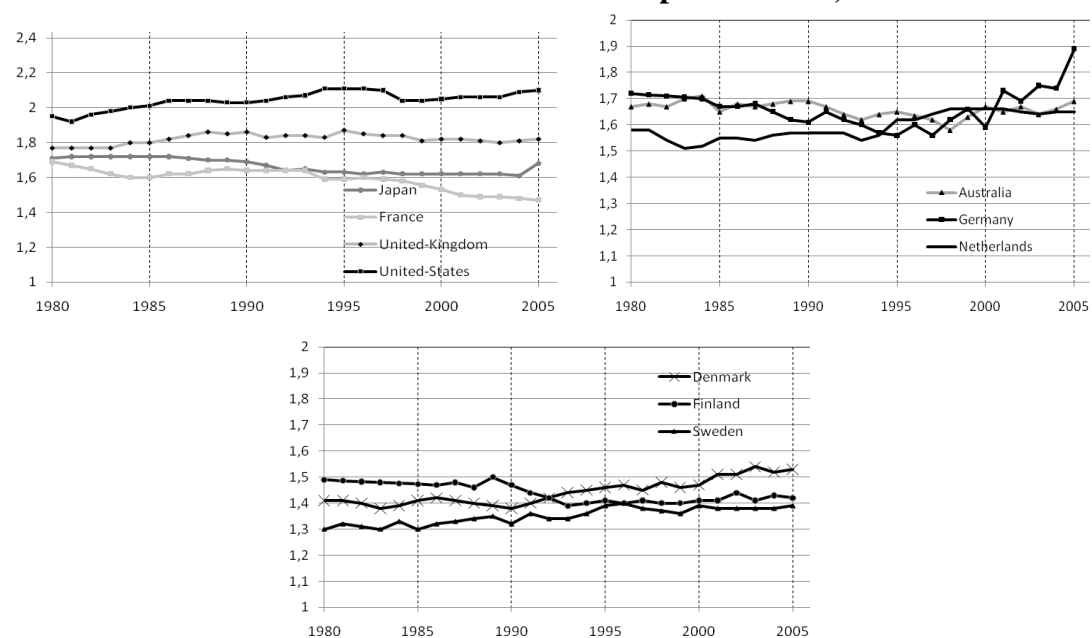 2,4
2,2
2
1,8
1,6
1,4
1,2
1
Japan
France
United-Kingdom
United-States
1980 1985 1990 1995 2000 2005
2
1,9
1,8
1,7
1,6
1,5
1,4
1,3
1,2
1,1
1
Australia
Germany
Netherlands
1980 1985 1990 1995 2000 2005
2
1,9
1,8
1,7
1,6
1,5
1,4
1,3
1,2
1,1
1
Denmark
Finland
Sweden
1980 1985 1990 1995 2000 2005